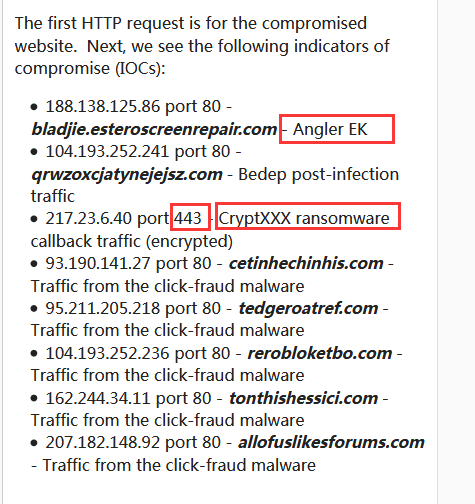 The first HTTP request is for the compromised
website.  Next, we see the following indicators of
compromise (IOCs):
• 188.138.125.86 port 80 -
bladjie.esteroscreenrepair.com - Angler EK
• 104.193.252.241 port 80 -
qrwzoxcjatynejejsz.com - Bedep post-infection
traffic
• 217.23.6.40 port 443 - CryptXXX ransomware
callback traffic (encrypted)
• 93.190.141.27 port 80 - cetinhechinhis.com -
Traffic from the click-fraud malware
• 95.211.205.218 port 80 - tedgeroatref.com -
Traffic from the click-fraud malware
• 104.193.252.236 port 80 - rerobloketbo.com -
Traffic from the click-fraud malware
• 162.244.34.11 port 80 - tonthishessici.com -
Traffic from the click-fraud malware
• 207.182.148.92 port 80 - allofuslikesforums.com
- Traffic from the click-fraud malware